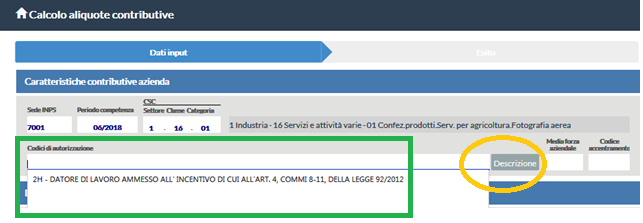 Calcolo aliquote contributive
Dati input
Esito
Caratteristiche contributive azienda
CSC
Sede INPS Periodo competenza Settore Classe Categoria
7001 06/2018 1 . 16 . 01 1 Industria - 16 Servizi e attività varie - 01 Confez.prodotti.Serv. per agricoltura.Fotografia aerea
Codici di autorizzazione
Media forza aziendale
Codice accentramento
Descrizione
2H - DATORE DI LAVORO AMMESSO ALL' INCENTIVO DI CUI ALL'ART. 4, COMMI 8-11, DELLA LEGGE 92/2012